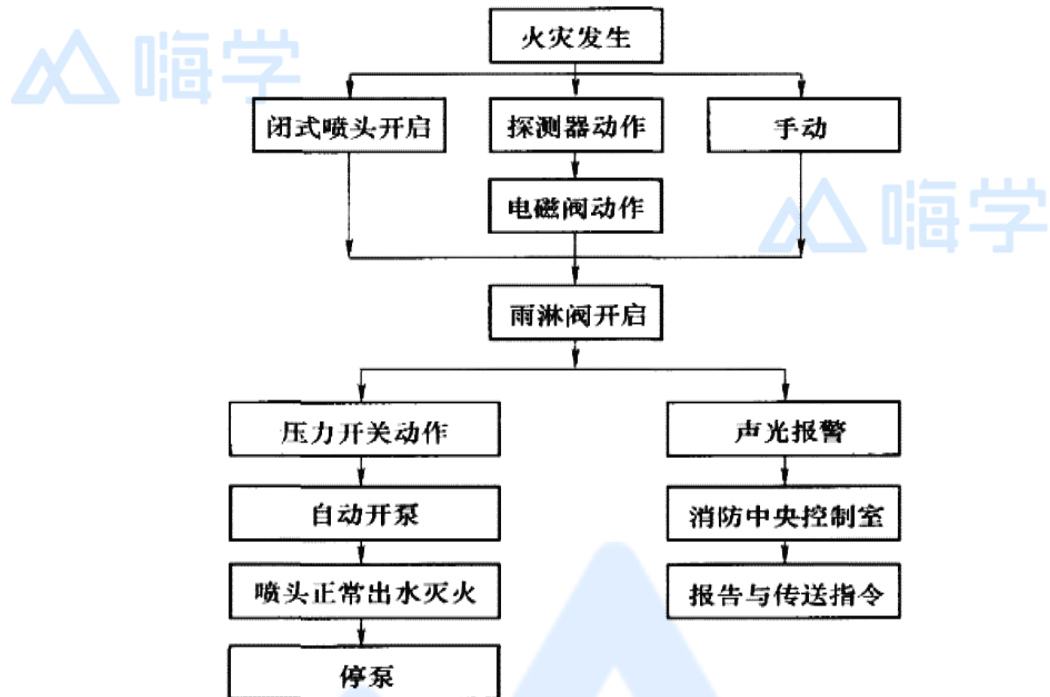 火灾发生
嗨学
闭式喷头开启
探测器动作
手动
电磁阀动作
嗨学
雨淋阀开启
压力开关动作
声光报警
自动开泵
消防中央控制室
喷头正常出水灭火
报告与传送指令
停泵